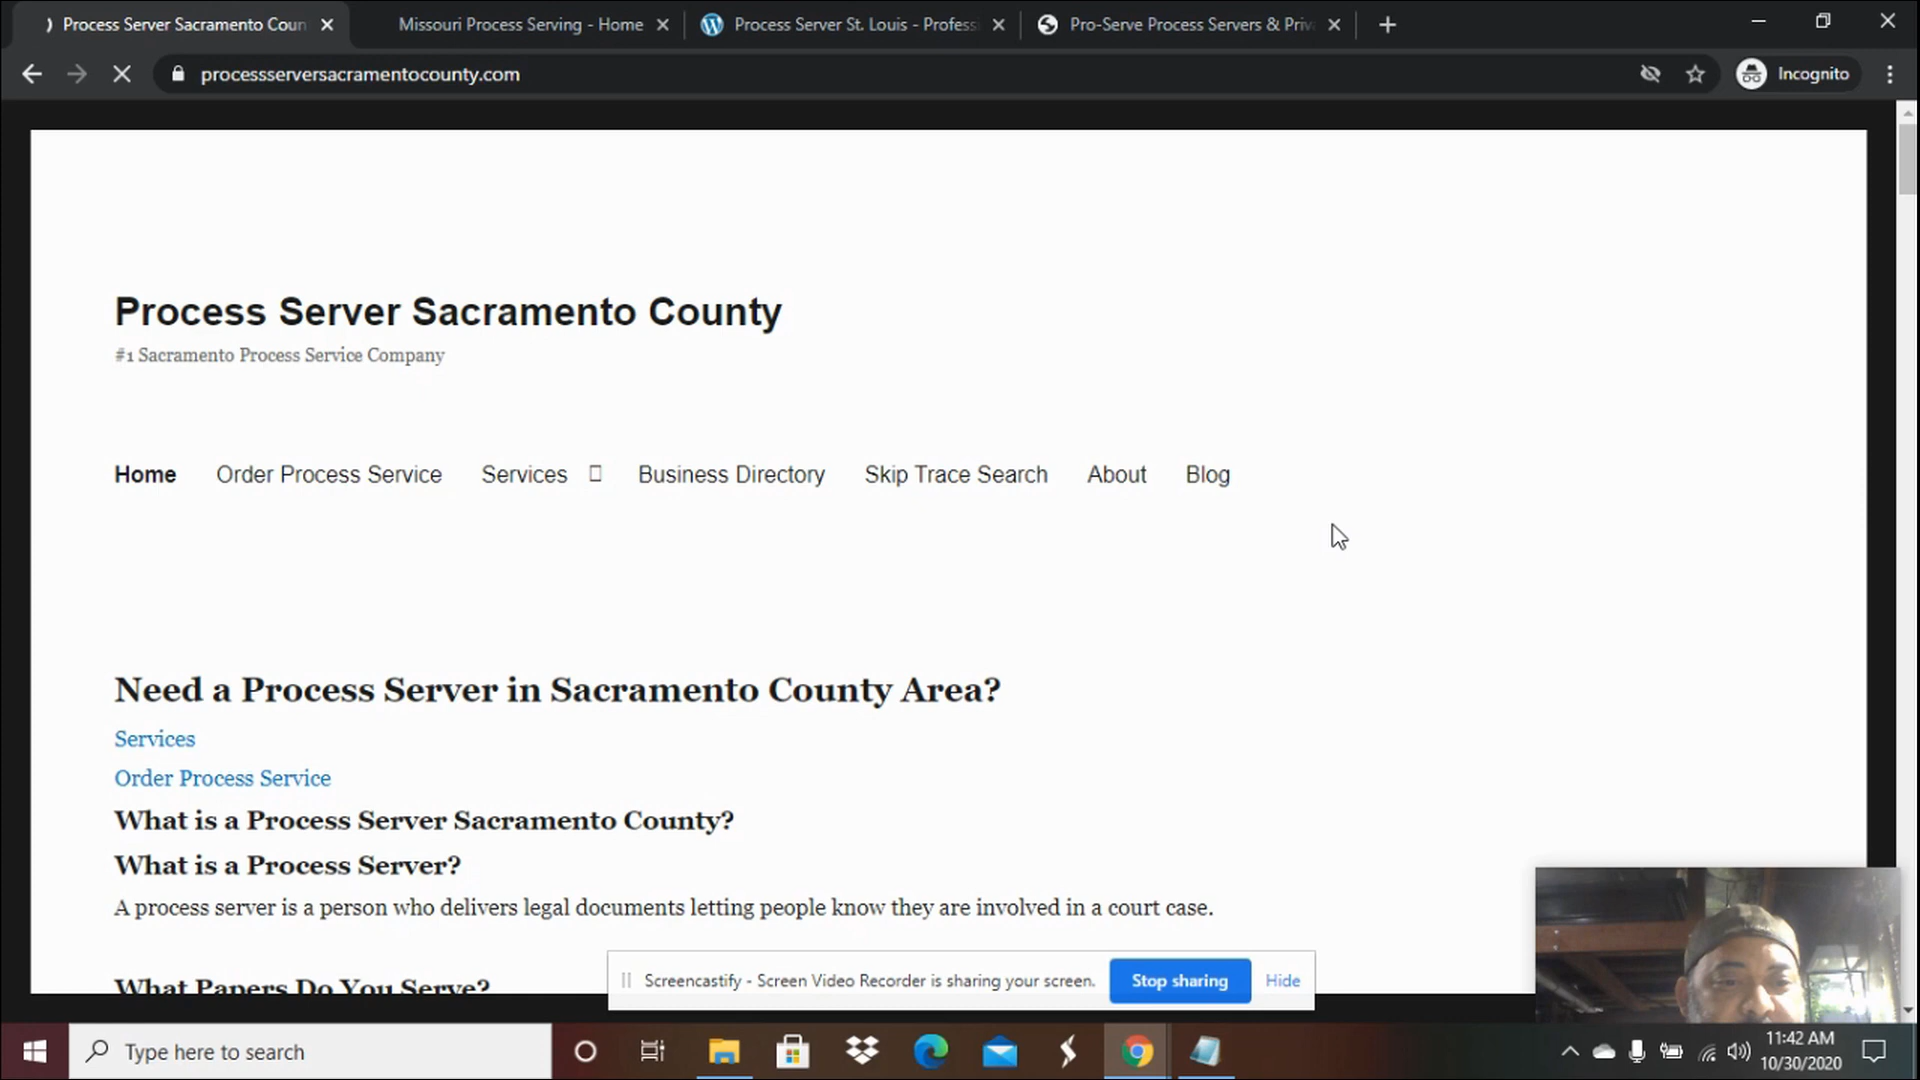 Process Server Sacramento Coun
Missouri Process Serving - Home
Process Server St. Louis - Profess
Pro-Serve Process Servers & Priv
processserversacramentocounty.com
Incognito
Process Server Sacramento County
#1 Sacramento Process Service Company
Home Order Process Service Services Business Directory Skip Trace Search About Blog
Need a Process Server in Sacramento County Area?
Services
Order Process Service
What is a Process Server Sacramento County?
What is a Process Server?
A process server is a person who delivers legal documents letting people know they are involved in a court case.
What Papers Do You Serve?
Screencastify - Screen Video Recorder is sharing your screen. Stop sharing Hide
Type here to search
11:42 AM
10/30/2020